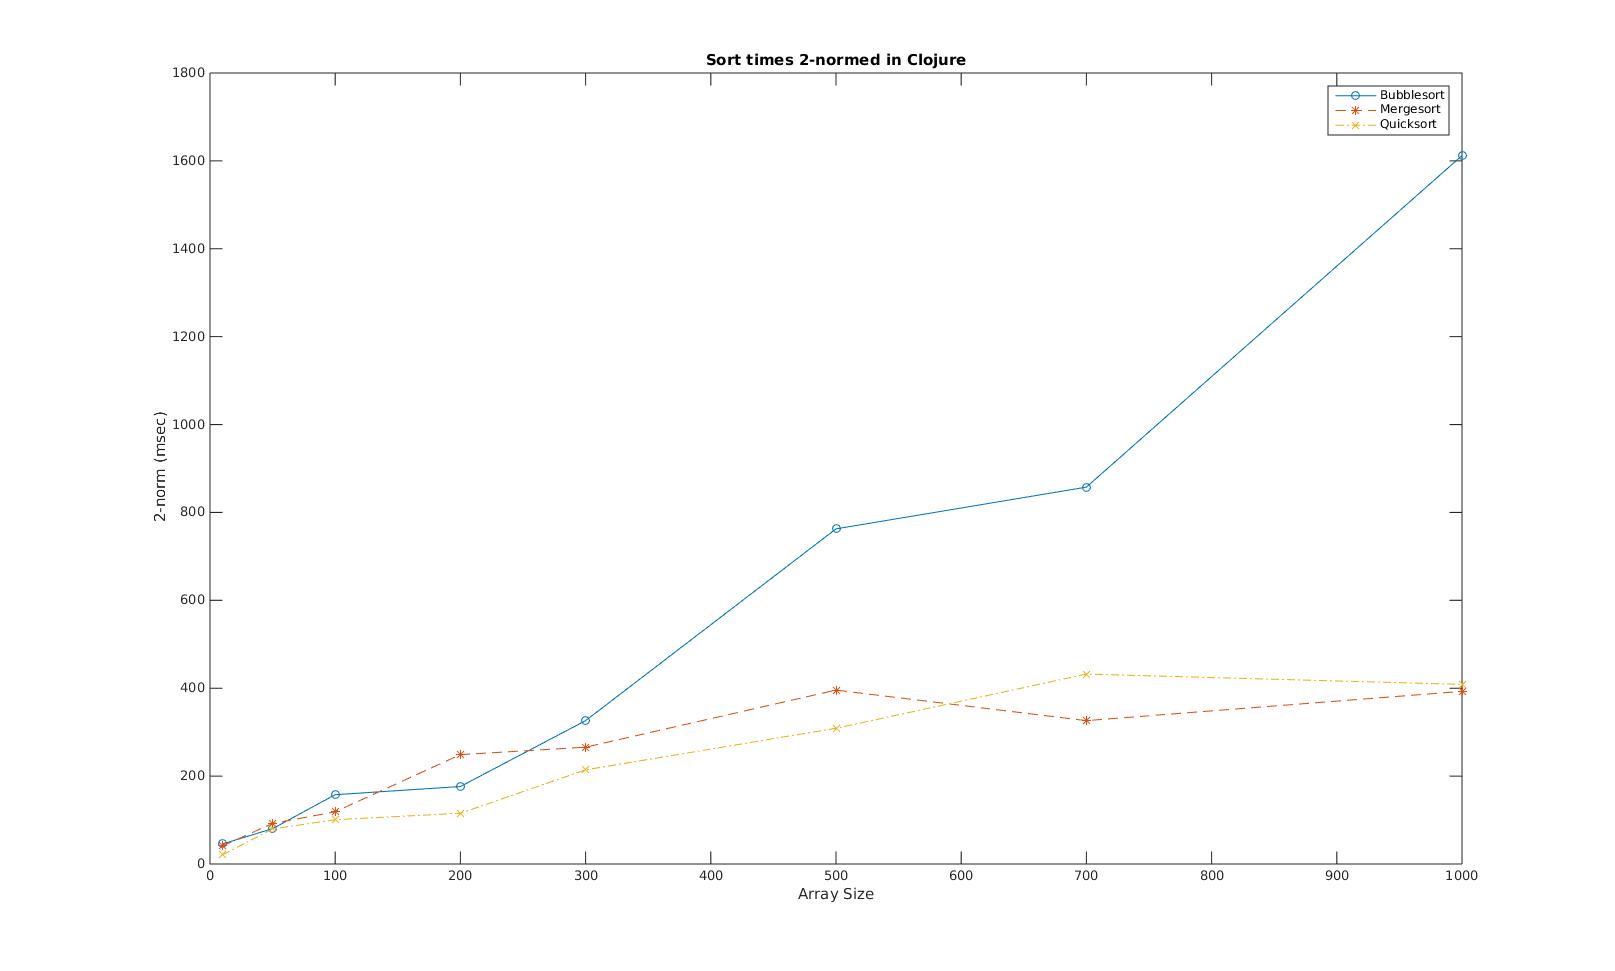 Sort times 2-normed in Clojure
1800
1600
1400
1200
1000
800
600
400
200
0
2-norm (msec)
Bubblesort
Mergesort
Quicksort
0 100 200 300 400 500 600 700 800 900 1000
Array Size